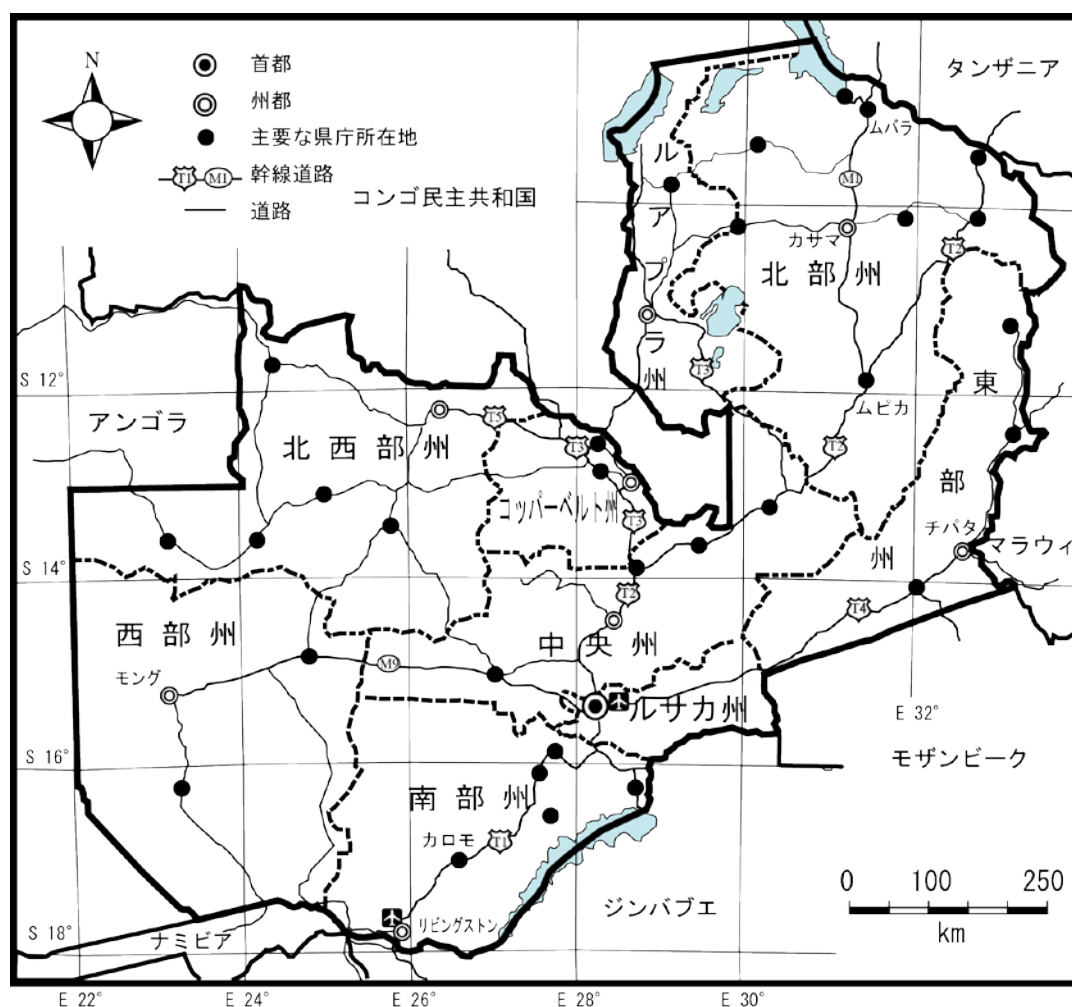 N
首都
州都
主要な県庁所在地
T1 M1 幹線道路
道路
コンゴ民主共和国
タンザニア
ムバラ
ルアプラ州
M1
カサマ
T2
北部州
S 12°
アンゴラ
北西部州
T5
T3
T3
ムピカ
東部州
T2
コッパーベルト州
T3
チパタ
マラウィ
S 14°
T2
T4
西部州
中央州
モング
M9
ルサカ州
E 32°
S 16°
モザンビーク
南部州
カロモ
T1
0 100 250
km
リビングストン
ジンバブエ
S 18°
ナミビア
E 22° E 24° E 26° E 28° E 30°